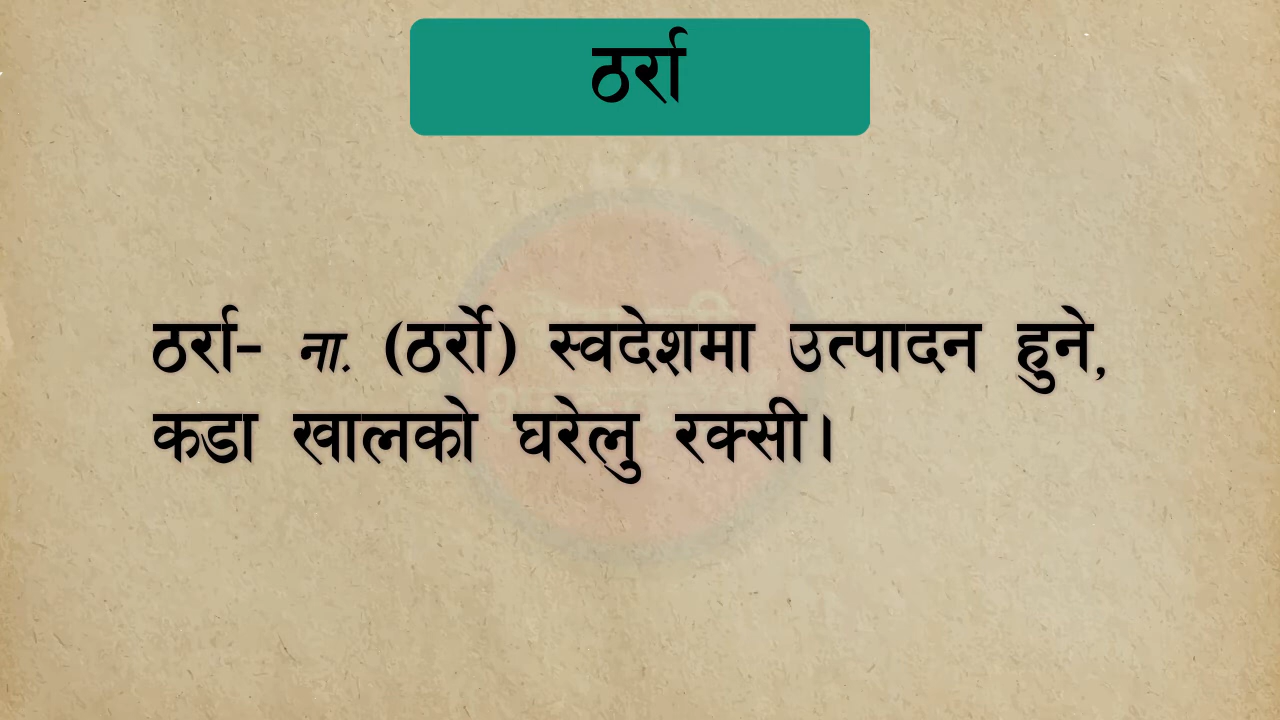 ठर्रा
ठर्रा- ना. (ठर्रो) स्वदेशमा उत्पादन हुने,
कडा खालको घरेलु रक्सी।